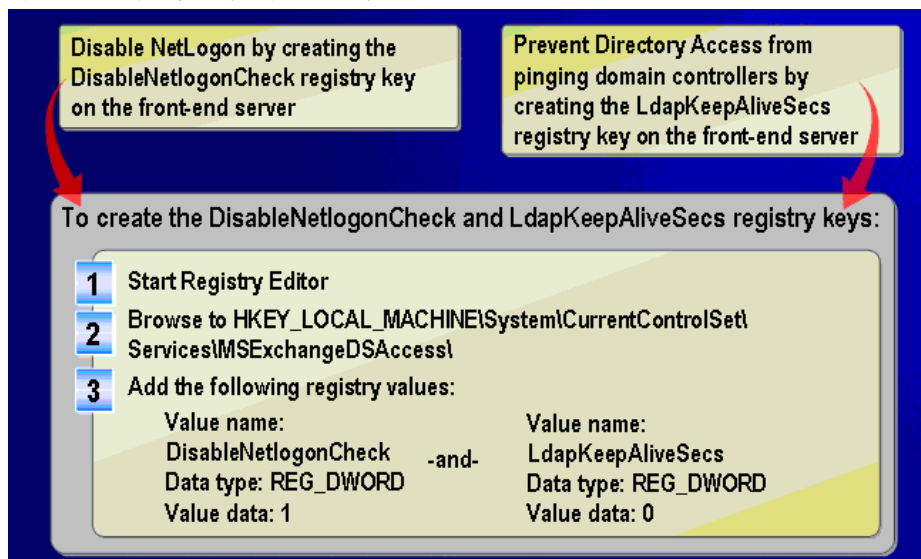 Disable NetLogon by creating the
DisableNetlogonCheck registry key
on the front-end server
Prevent Directory Access from
pinging domain controllers by
creating the LdapKeepAliveSecs
registry key on the front-end server
To create the DisableNetlogonCheck and LdapKeepAliveSecs registry keys:
1 Start Registry Editor
2 Browse to HKEY_LOCAL_MACHINE\System\CurrentControlSet\
Services\MSExchangeDSAccess\
3 Add the following registry values:
Value name:
DisableNetlogonCheck
Data type: REG_DWORD
Value data: 1
-and-
Value name:
LdapKeepAliveSecs
Data type: REG_DWORD
Value data: 0